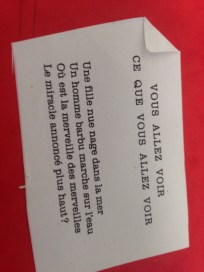 VOUS ALLEZ VOIR
CE QUE VOUS ALLEZ VOIR
Une fille nue nage dans la mer
Un homme barbu marche sur l'eau
Où est la merveille des merveilles
Le miracle annoncé plus haut?